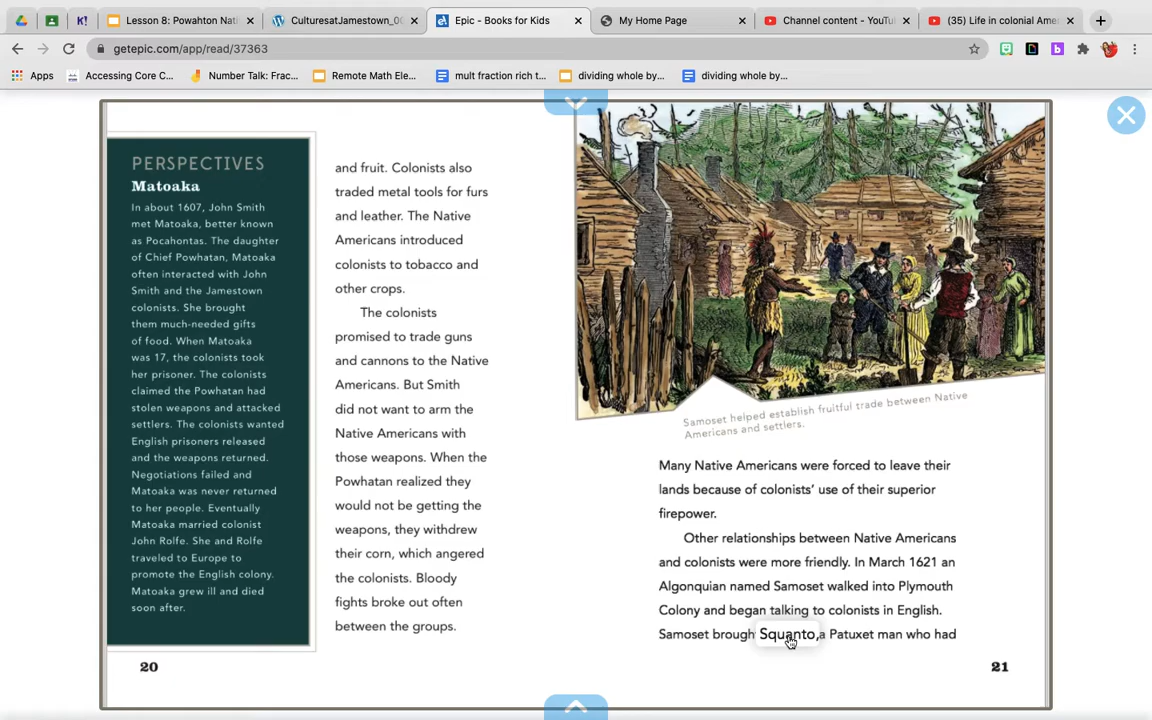 Lesson 8: Powhaton Nati
CulturesatJamestown_0
Epic - Books for Kids
My Home Page
Channel content - YouTu
(35) Life in colonial Ame
getepic.com/app/read/37363
Apps
Accessing Core C...
Number Talk: Frac...
Remote Math Ele...
mult fraction rich t...
dividing whole by...
dividing whole by...
PERSPECTIVES
Matoaka
In about 1607, John Smith
met Matoaka, better known
as Pocahontas. The daughter
of Chief Powhatan, Matoaka
often interacted with John
Smith and the Jamestown
colonists. She brought
them much-needed gifts
of food. When Matoaka
was 17, the colonists took
her prisoner. The colonists
claimed the Powhatan had
stolen weapons and attacked
settlers. The colonists wanted
English prisoners released
and the weapons returned.
Negotiations failed and
Matoaka was never returned
to her people. Eventually
Matoaka married colonist
John Rolfe. She and Rolfe
traveled to Europe to
promote the English colony.
Matoaka grew ill and died
soon after.
20
and fruit. Colonists also
traded metal tools for furs
and leather. The Native
Americans introduced
colonists to tobacco and
other crops.
The colonists
promised to trade guns
and cannons to the Native
Americans. But Smith
did not want to arm the
Native Americans with
those weapons. When the
Powhatan realized they
would not be getting the
weapons, they withdrew
their corn, which angered
the colonists. Bloody
fights broke out often
between the groups.
Samoset helped establish fruitful trade between Native
Americans and settlers.
Many Native Americans were forced to leave their
lands because of colonists' use of their superior
firepower.
Other relationships between Native Americans
and colonists were more friendly. In March 1621 an
Algonquian named Samoset walked into Plymouth
Colony and began talking to colonists in English.
Samoset brough Squanto, a Patuxet man who had
21